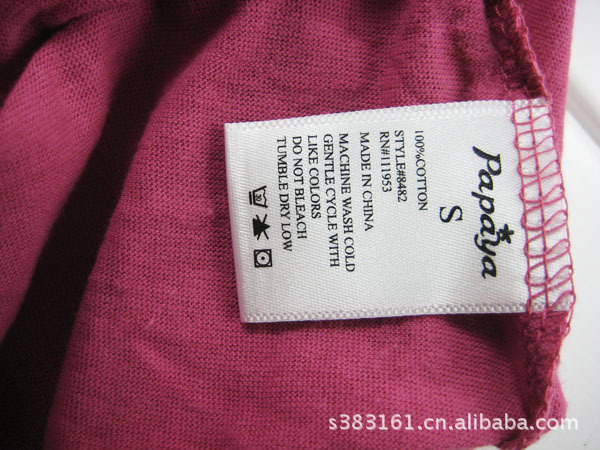 Papaya
S
100%COTTON
STYLE#8482
RN#111953
MADE IN CHINA
MACHINE WASH COLD
GENTLE CYCLE WITH
LIKE COLORS
DO NOT BLEACH
TUMBLE DRY LOW
30
s383161.cn.alibaba.com